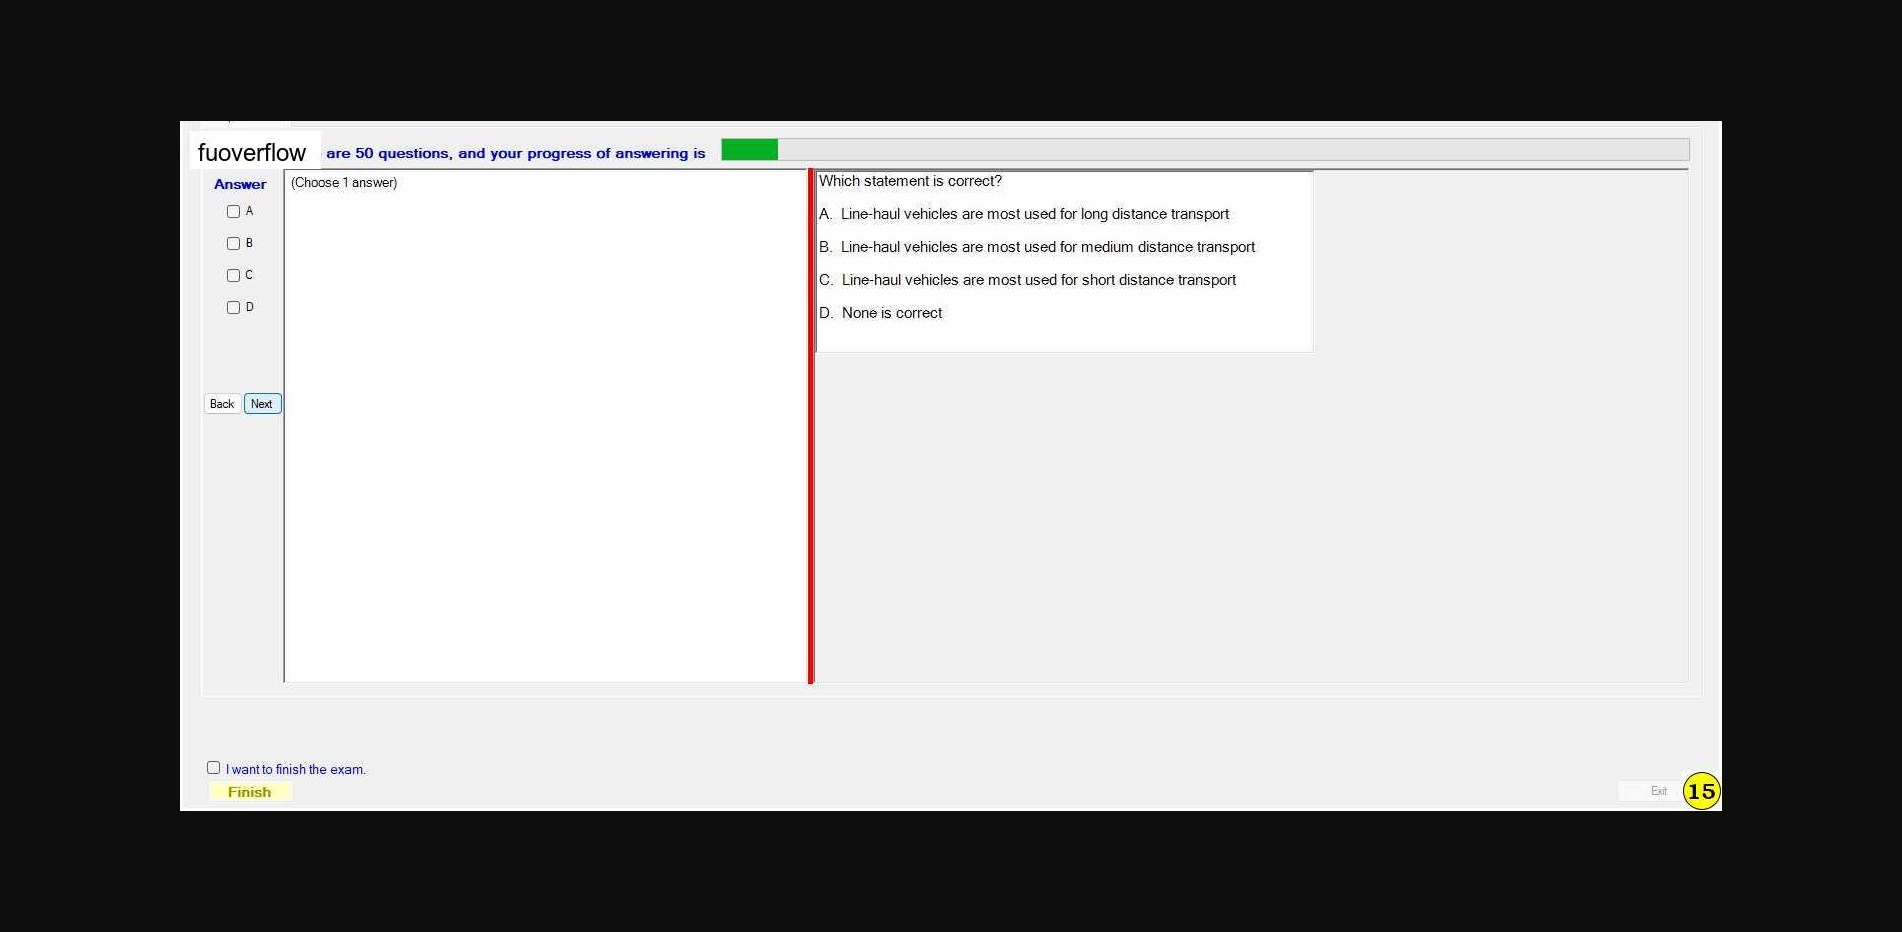 fuoverflow are 50 questions, and your progress of answering is
Answer
(Choose 1 answer)
A
B
C
D
Back Next
Which statement is correct?
A. Line-haul vehicles are most used for long distance transport
B. Line-haul vehicles are most used for medium distance transport
C. Line-haul vehicles are most used for short distance transport
D. None is correct
I want to finish the exam.
Finish
Exit
15